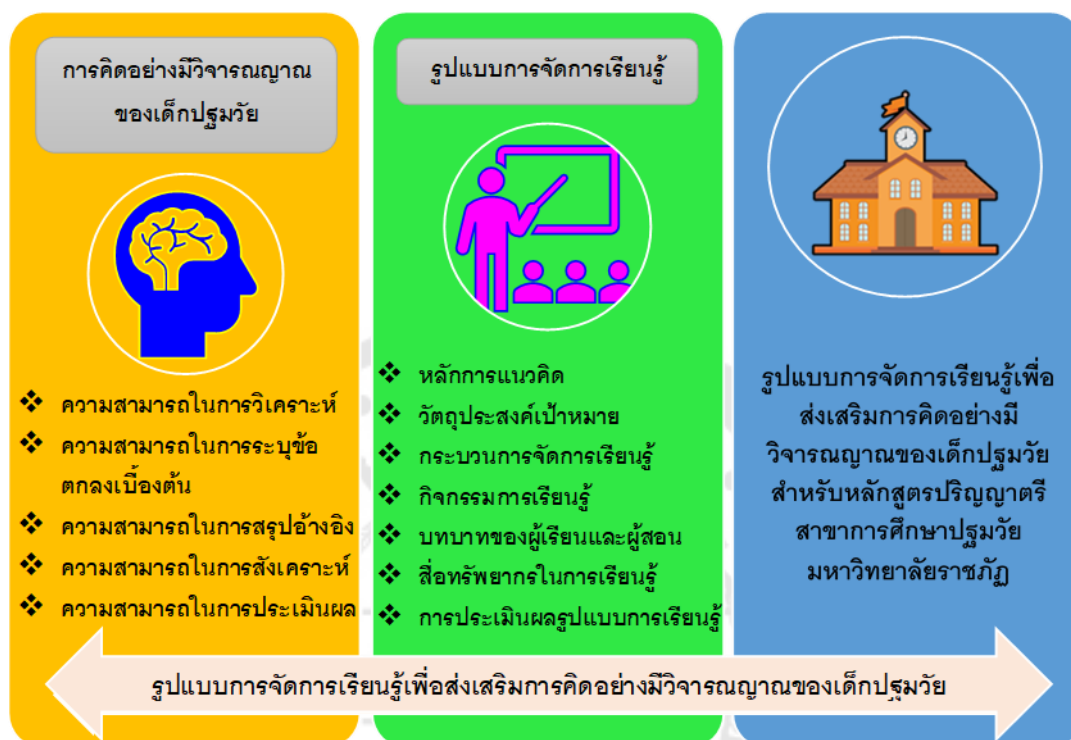 การคิดอย่างมีวิจารณญาณ
ของเด็กปฐมวัย
❖ ความสามารถในการวิเคราะห์
❖ ความสามารถในการระบุข้อ
ตกลงเบื้องต้น
❖ ความสามารถในการสรุปอ้างอิง
❖ ความสามารถในการสังเคราะห์
❖ ความสามารถในการประเมินผล
รูปแบบการจัดการเรียนรู้
❖ หลักการแนวคิด
❖ วัตถุประสงค์เป้าหมาย
❖ กระบวนการจัดการเรียนรู้
❖ กิจกรรมการเรียนรู้
❖ บทบาทของผู้เรียนและผู้สอน
❖ สื่อทรัพยากรในการเรียนรู้
❖ การประเมินผลรูปแบบการเรียนรู้
รูปแบบการจัดการเรียนรู้เพื่อ
ส่งเสริมการคิดอย่างมี
วิจารณญาณของเด็กปฐมวัย
สำหรับหลักสูตรปริญญาตรี
สาขาการศึกษาปฐมวัย
มหาวิทยาลัยราชภัฏ
รูปแบบการจัดการเรียนรู้เพื่อส่งเสริมการคิดอย่างมีวิจารณญาณของเด็กปฐมวัย